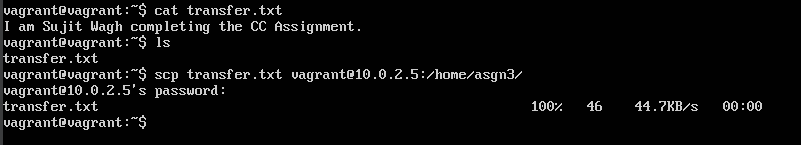 vagrant@vagrant:~$ cat transfer.txt
I am Sujit Wagh completing the CC Assignment.
vagrant@vagrant:~$ ls
transfer.txt
vagrant@vagrant:~$ scp transfer.txt vagrant@10.0.2.5:/home/asgn3/
vagrant@10.0.2.5's password:
transfer.txt 100% 46 44.7KB/s 00:00
vagrant@vagrant:~$